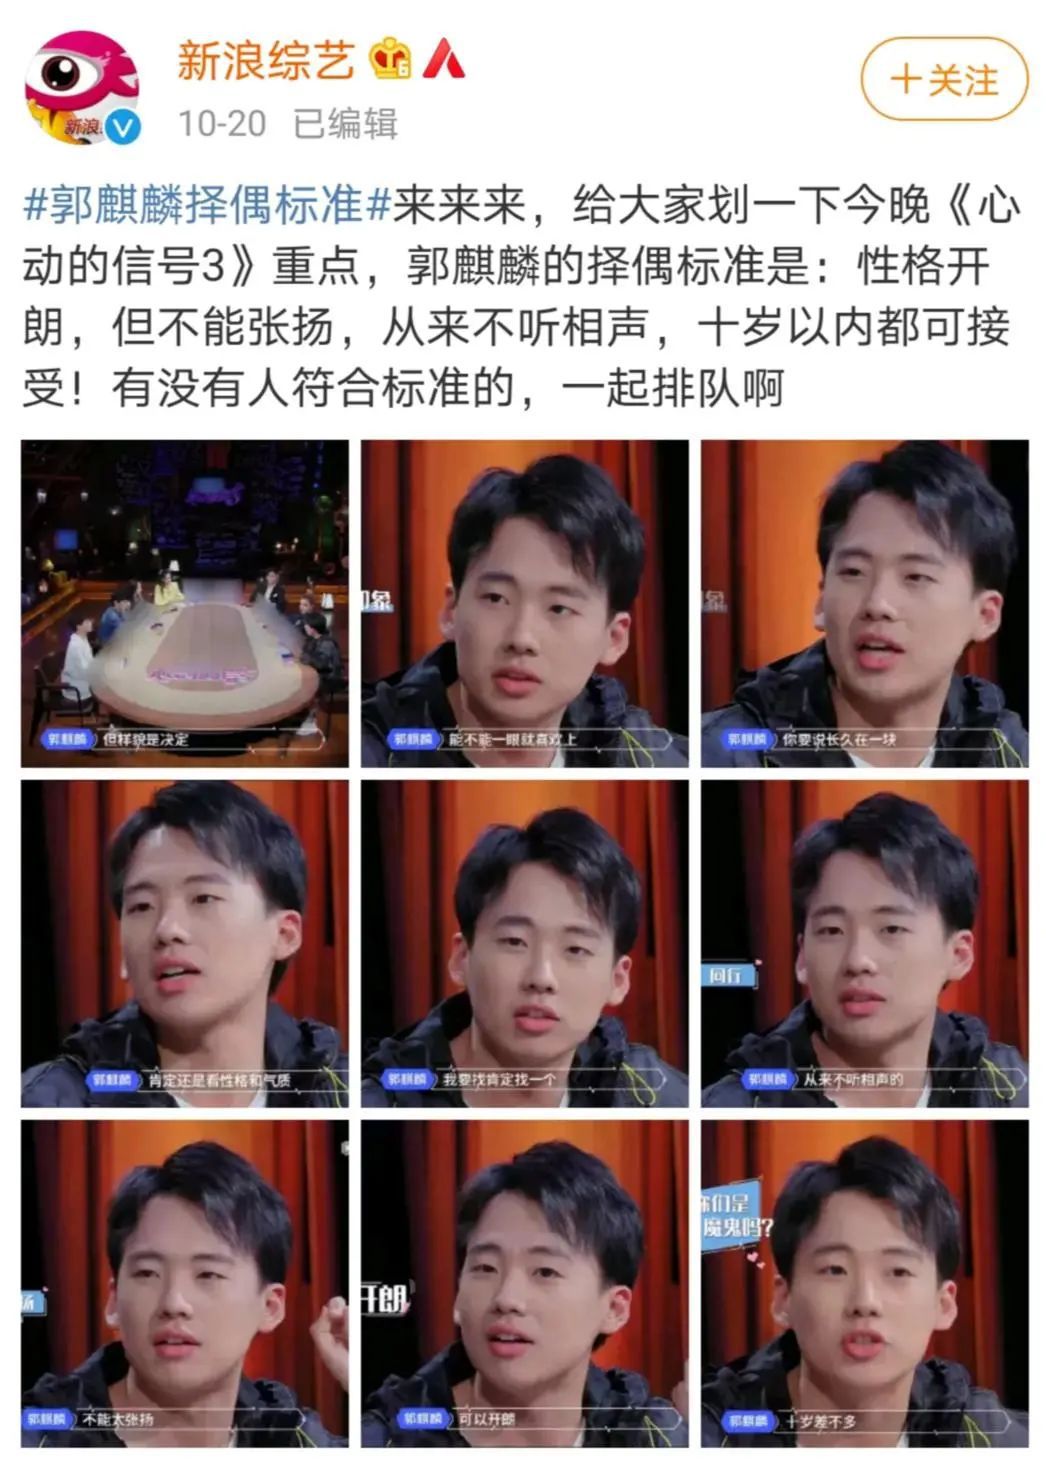 新浪综艺
10-20 已编辑
+关注
新浪
#郭麒麟择偶标准#来来来，给大家划一下今晚《心
动的信号3》重点，郭麒麟的择偶标准是：性格开
朗，但不能张扬，从来不听相声，十岁以内都可接
受！有没有人符合标准的，一起排队啊
郭麒麟 但样貌是决定
印象
郭麒麟 能不能一眼就喜欢上
象
郭麒麟 你要说长久在一块
郭麒麟 肯定还是看性格和气质
郭麒麟 我要找肯定找一个
同行
郭麒麟 从来不听相声的
郭麒麟 不能太张扬
开朗
郭麒麟 可以开朗
你们是
魔鬼吗？
郭麒麟 十岁差不多